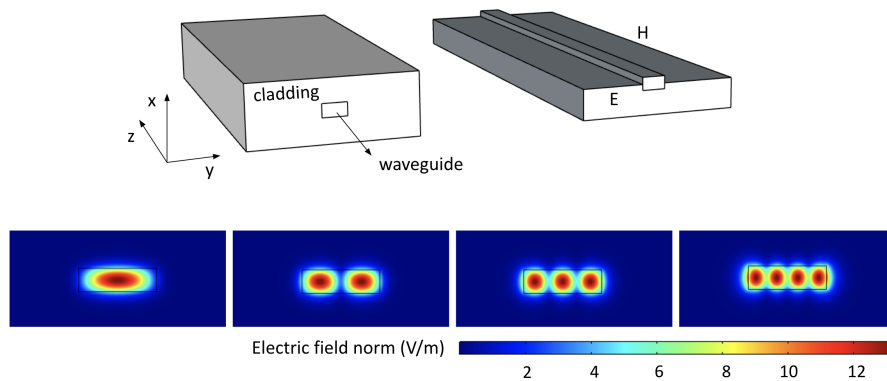 H
cladding
E
x
z
y
waveguide
Electric field norm (V/m)
2 4 6 8 10 12